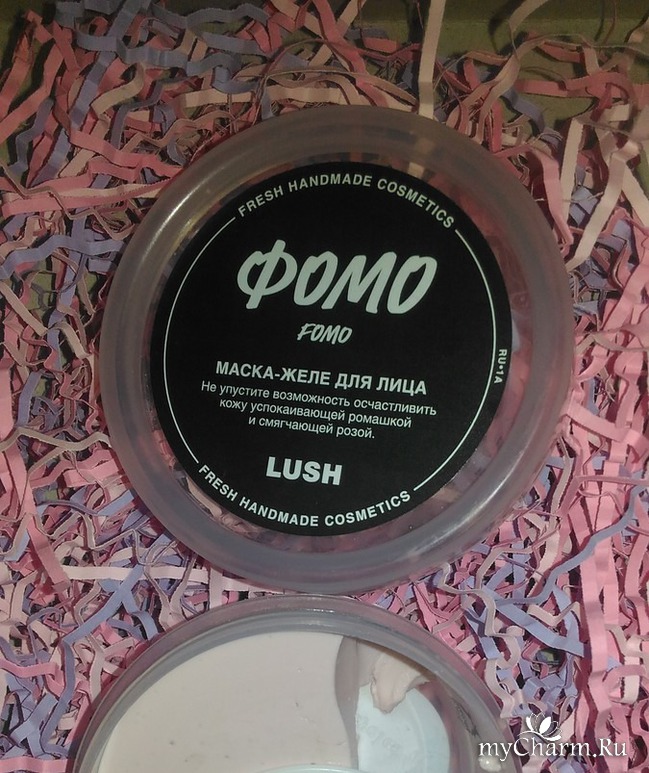 FRESH HANDMADE COSMETICS
ФОМО
FOMO
RU•1A
МАСКА-ЖЕЛЕ ДЛЯ ЛИЦА
Не упустите возможность осчастливить
кожу успокаивающей ромашкой
и смягчающей розой.
LUSH
FRESH HANDMADE COSMETICS
myCharm.Ru